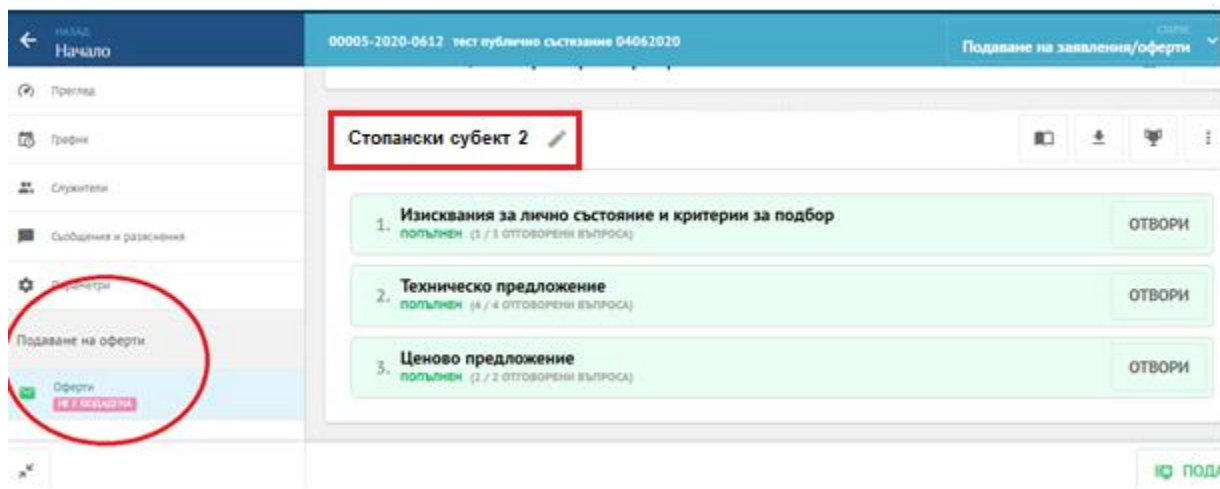 НАЗАД
Начало
00005-2020-0612 тест публично състезание 04062020
СТАТУС
Подаване на заявления/оферти
Преглед
График
Служители
Съобщения и разяснения
Параметри
Подаване на оферти
Оферти
НЕ Е ПОДАДЕНА
Стопански субект 2
1. Изисквания за лично състояние и критерии за подбор
ПОПЪЛНЕН (3 / 3 ОТГОВОРЕНИ ВЪПРОСА)
ОТВОРИ
2. Техническо предложение
ПОПЪЛНЕН (4 / 4 ОТГОВОРЕНИ ВЪПРОСА)
ОТВОРИ
3. Ценово предложение
ПОПЪЛНЕН (2 / 2 ОТГОВОРЕНИ ВЪПРОСА)
ОТВОРИ
ПОДА